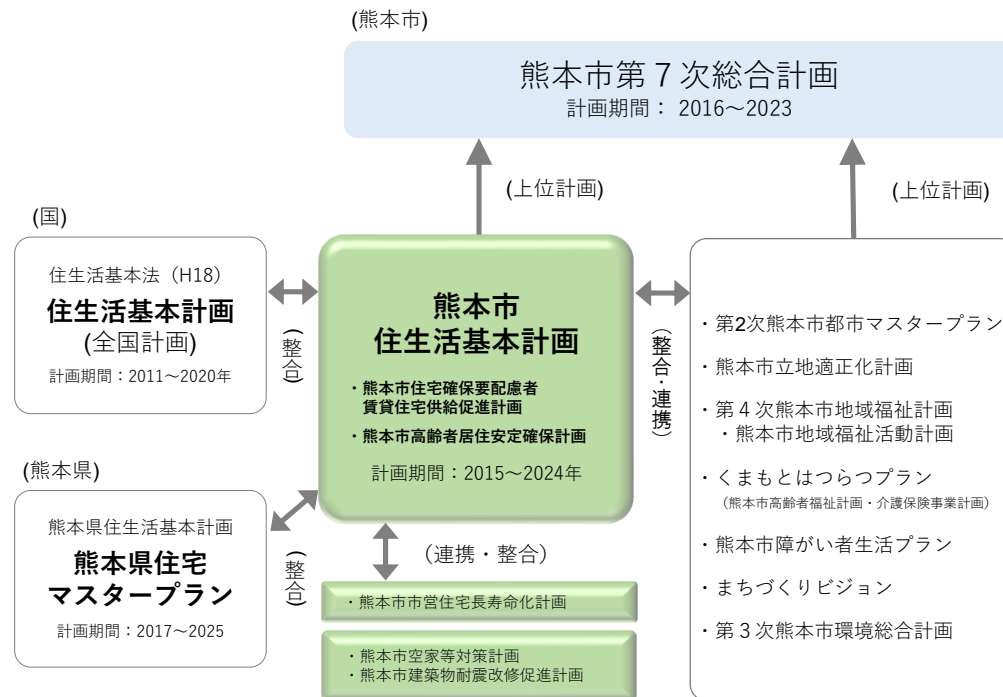 (熊本市)
熊本市第７次総合計画
計画期間： 2016～2023
(上位計画)
(上位計画)
(国)
住生活基本法（H18）
住生活基本計画
(全国計画)
計画期間：2011～2020年
(整合)
熊本市
住生活基本計画
・熊本市住宅確保要配慮者
賃貸住宅供給促進計画
・熊本市高齢者居住安定確保計画
計画期間：2015～2024年
(整合・連携)
・第2次熊本市都市マスタープラン
・熊本市立地適正化計画
・第４次熊本市地域福祉計画
・熊本市地域福祉活動計画
・くまもとはつらつプラン
（熊本市高齢者福祉計画・介護保険事業計画）
・熊本市障がい者生活プラン
・まちづくりビジョン
・第３次熊本市環境総合計画
(熊本県)
熊本県住生活基本計画
熊本県住宅
マスタープラン
計画期間：2017～2025
(整合)
（連携・整合）
・熊本市市営住宅長寿命化計画
・熊本市空家等対策計画
・熊本市建築物耐震改修促進計画